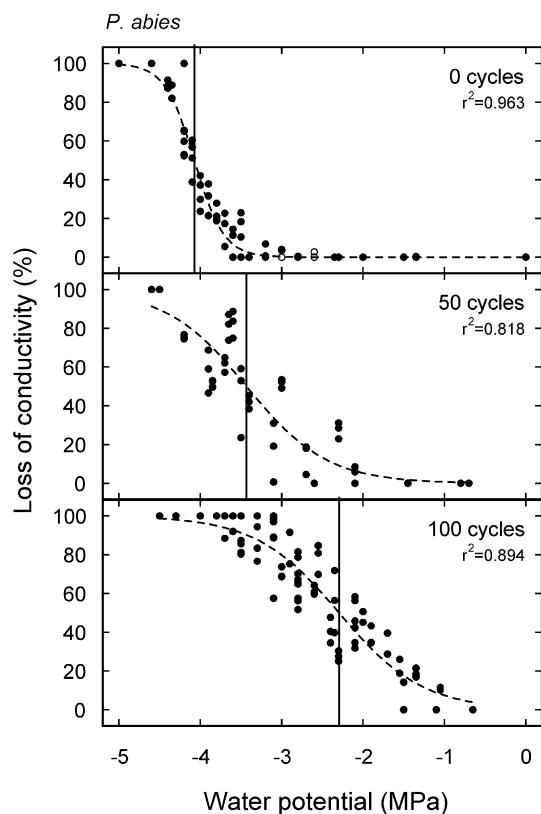 P. abies
100
80
60
40
20
0
0 cycles
r²=0.963
100
80
60
40
20
0
50 cycles
r²=0.818
100
80
60
40
20
0
100 cycles
r²=0.894
Loss of conductivity (%)
-5 -4 -3 -2 -1 0
Water potential (MPa)